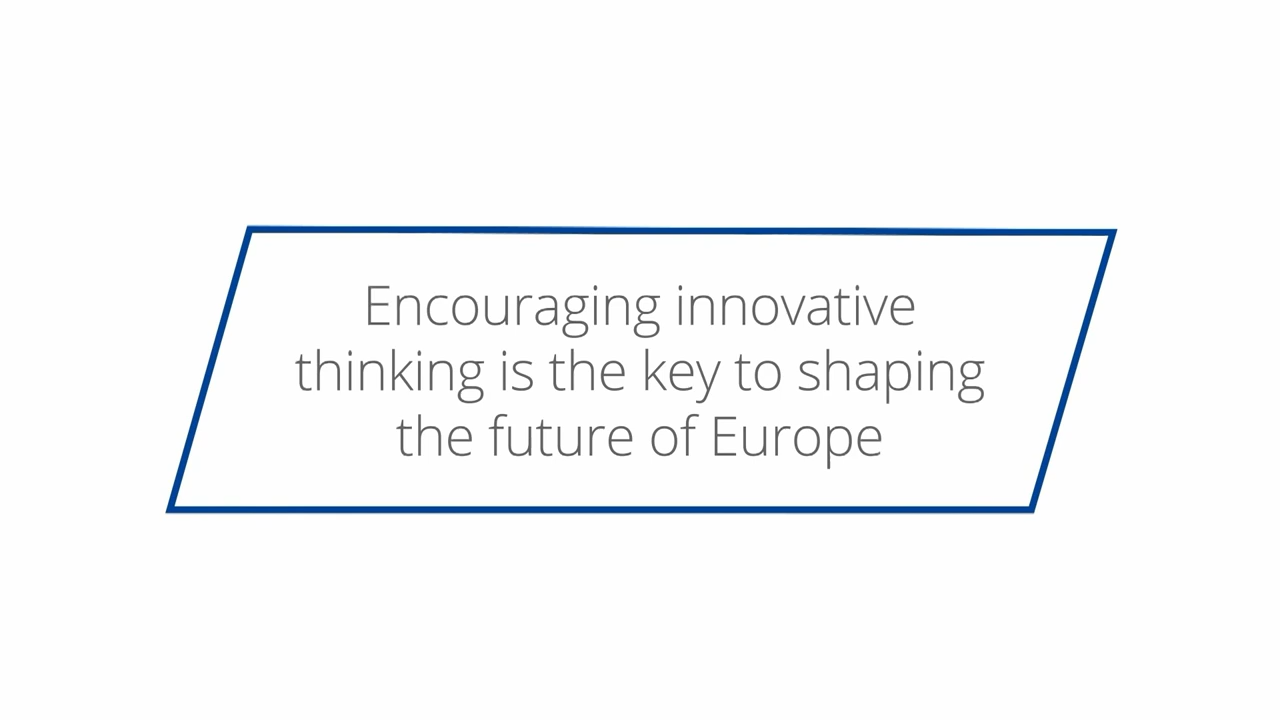 Encouraging innovative
thinking is the key to shaping
the future of Europe